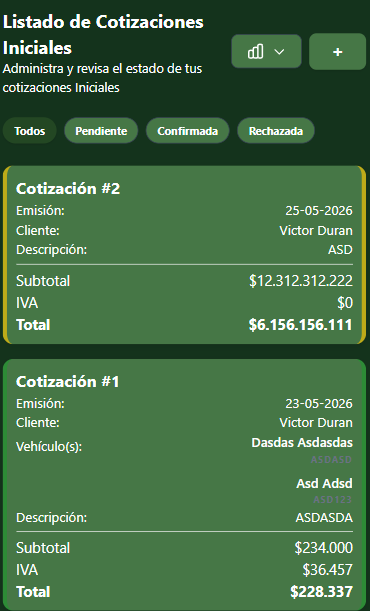 Listado de Cotizaciones
Iniciales
Administra y revisa el estado de tus
cotizaciones Iniciales
+
Todos Pendiente Confirmada Rechazada
Cotización #2
Emisión: 25-05-2026
Cliente: Victor Duran
Descripción: ASD
Subtotal $12.312.312.222
IVA $0
Total $6.156.156.111
Cotización #1
Emisión: 23-05-2026
Cliente: Victor Duran
Vehículo(s): Dasdas Asdasdas
ASDASD
Asd Adsd
ASD123
Descripción: ASDASDA
Subtotal $234.000
IVA $36.457
Total $228.337